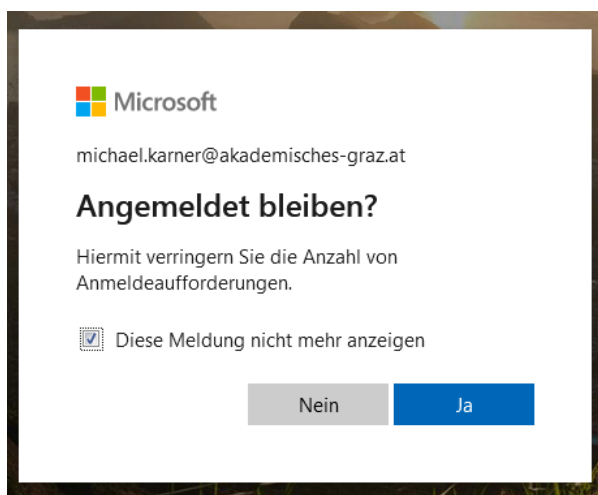 Microsoft
michael.karner@akademisches-graz.at
Angemeldet bleiben?
Hiermit verringern Sie die Anzahl von
Anmeldeaufforderungen.
Diese Meldung nicht mehr anzeigen
Nein Ja